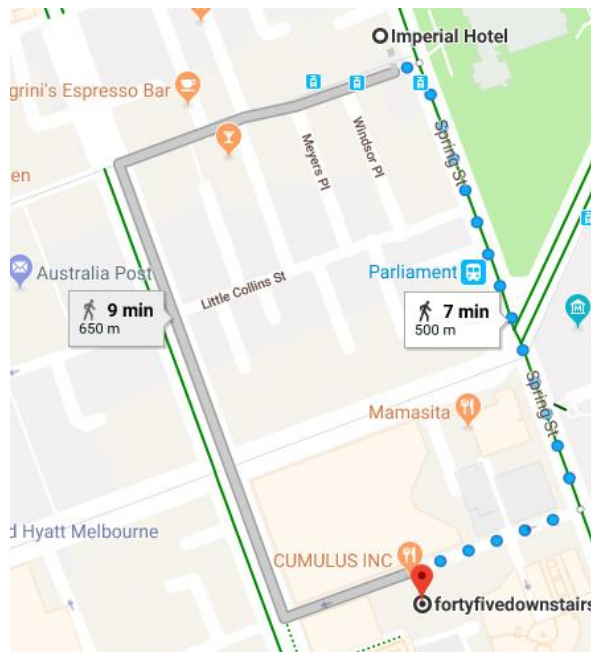 Imperial Hotel
grini's Espresso Bar
Meyers Pl
Windsor Pl
Spring St
en
Australia Post
Little Collins St
Parliament
9 min
650 m
7 min
500 m
Spring St
Mamasita
d Hyatt Melbourne
CUMULUS INC
fortyfivedownstairs